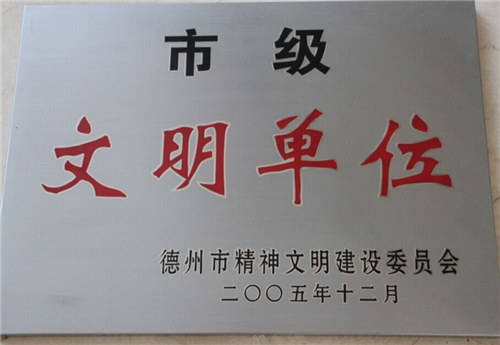 市级
文明单位
德州市精神文明建设委员会
二〇〇五年十二月